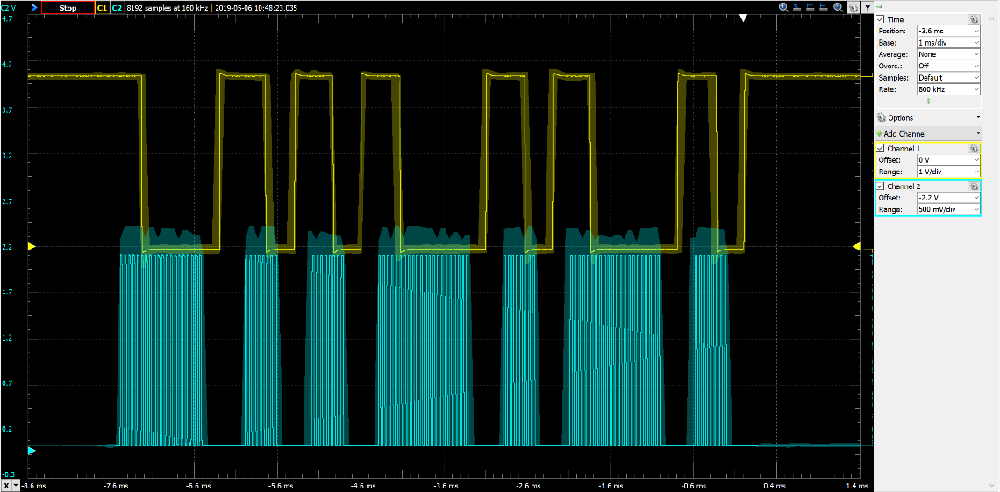 C2 V Stop C1 C2 8192 samples at 160 kHz | 2019-05-06 10:48:23.035 Y
4.7
4.2
3.7
3.2
2.7
2.2
1.7
1.2
0.7
0.2
-0.3
X -8.6 ms -7.6 ms -6.6 ms -5.6 ms -4.6 ms -3.6 ms -2.6 ms -1.6 ms -0.6 ms 0.4 ms 1.4 ms
Time
Position: -3.6 ms
Base: 1 ms/div
Average: None
Overs.: Off
Samples: Default
Rate: 800 kHz
Options
Add Channel
Channel 1
Offset: 0 V
Range: 1 V/div
Channel 2
Offset: -2.2 V
Range: 500 mV/div